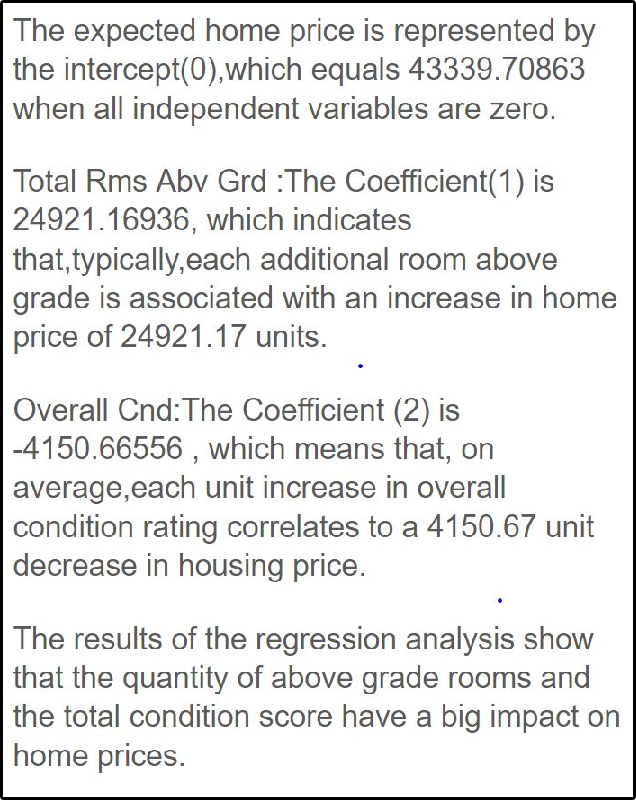 The expected home price is represented by
the intercept(0),which equals 43339.70863
when all independent variables are zero.
Total Rms Abv Grd :The Coefficient(1) is
24921.16936, which indicates
that,typically,each additional room above
grade is associated with an increase in home
price of 24921.17 units.
Overall Cnd:The Coefficient (2) is
-4150.66556 , which means that, on
average,each unit increase in overall
condition rating correlates to a 4150.67 unit
decrease in housing price.
The results of the regression analysis show
that the quantity of above grade rooms and
the total condition score have a big impact on
home prices.